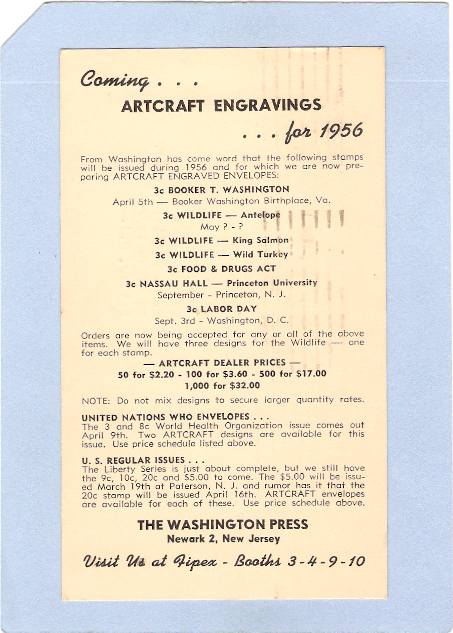 Coming . . .
ARTCRAFT ENGRAVINGS
. . . for 1956
From Washington has come word that the following stamps
will be issued during 1956 and for which we are now pre-
paring ARTCRAFT ENGRAVED ENVELOPES:
3c BOOKER T. WASHINGTON
April 5th — Booker Washington Birthplace, Va.
3c WILDLIFE — Antelope
May ? - ?
3c WILDLIFE — King Salmon
3c WILDLIFE — Wild Turkey
3c FOOD & DRUGS ACT
3c NASSAU HALL — Princeton University
September - Princeton, N. J.
3c LABOR DAY
Sept. 3rd - Washington, D. C.
Orders are now being accepted for any or all of the above
items. We will have three designs for the Wildlife — one
for each stamp.
— ARTCRAFT DEALER PRICES —
50 for $2.20 - 100 for $3.60 - 500 for $17.00
1,000 for $32.00
NOTE: Do not mix designs to secure larger quantity rates.
UNITED NATIONS WHO ENVELOPES . . .
The 3 and 8c World Health Organization issue comes out
April 9th. Two ARTCRAFT designs are available for this
issue. Use price schedule listed above.
U. S. REGULAR ISSUES . . .
The Liberty Series is just about complete, but we still have
the 9c, 10c, 20c and $5.00 to come. The $5.00 will be issu-
ed March 19th at Paterson, N. J. and rumor has it that the
20c stamp will be issued April 16th. ARTCRAFT envelopes
are available for each of these. Use price schedule above.
THE WASHINGTON PRESS
Newark 2, New Jersey
Visit Us at Fipex - Booths 3-4-9-10